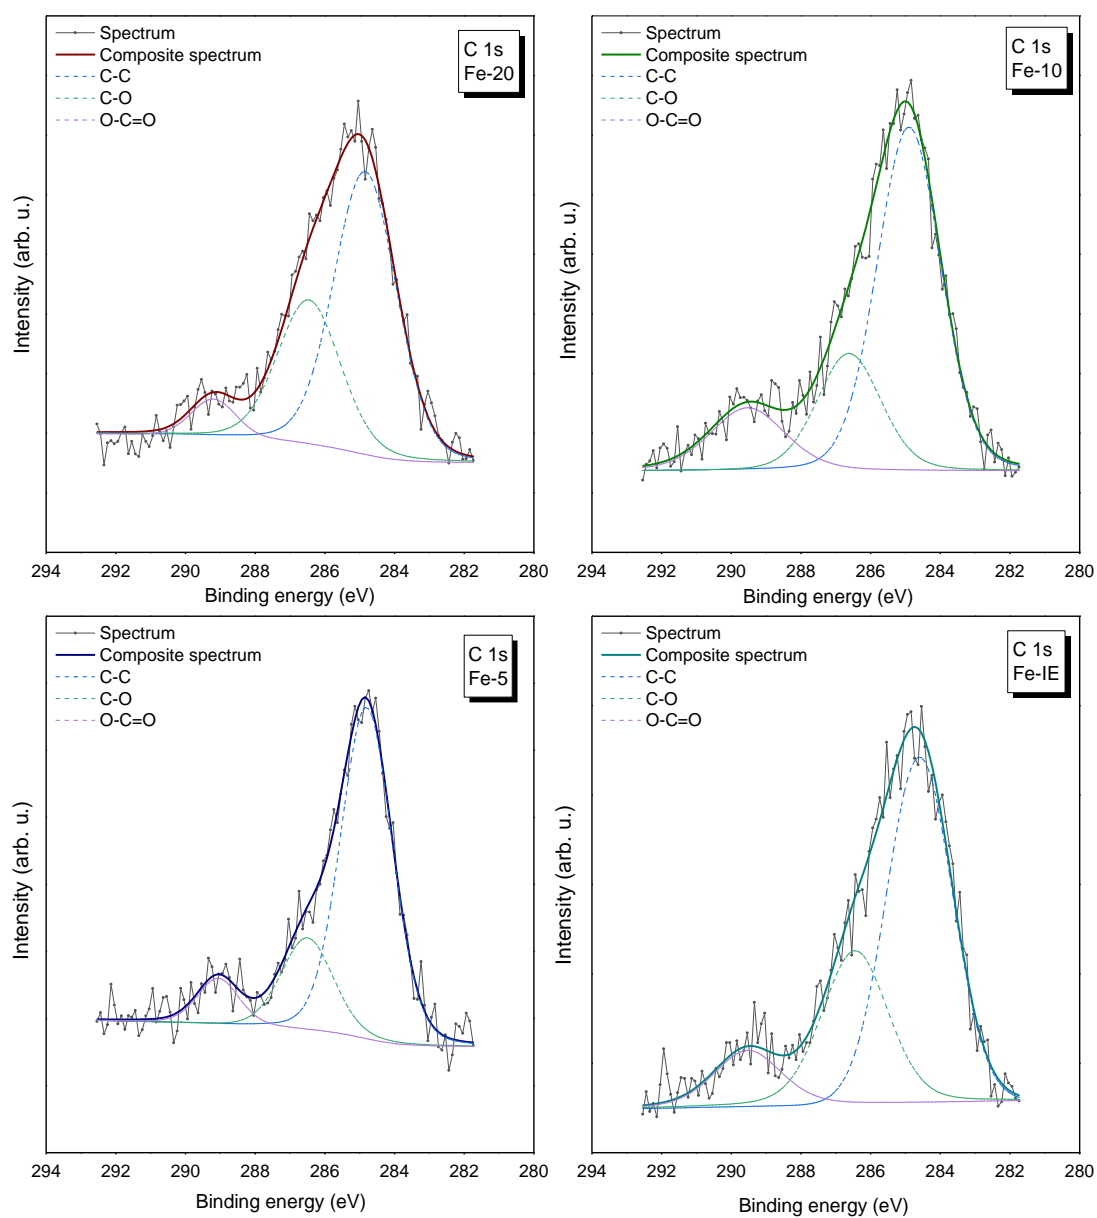 Spectrum
Composite spectrum
C-C
C-O
O-C=O
C 1s
Fe-20
Intensity (arb. u.)
294 292 290 288 286 284 282 280
Binding energy (eV)
Spectrum
Composite spectrum
C-C
C-O
O-C=O
C 1s
Fe-10
Intensity (arb. u.)
294 292 290 288 286 284 282 280
Binding energy (eV)
Spectrum
Composite spectrum
C-C
C-O
O-C=O
C 1s
Fe-5
Intensity (arb. u.)
294 292 290 288 286 284 282 280
Binding energy (eV)
Spectrum
Composite spectrum
C-C
C-O
O-C=O
C 1s
Fe-IE
Intensity (arb. u.)
294 292 290 288 286 284 282 280
Binding energy (eV)